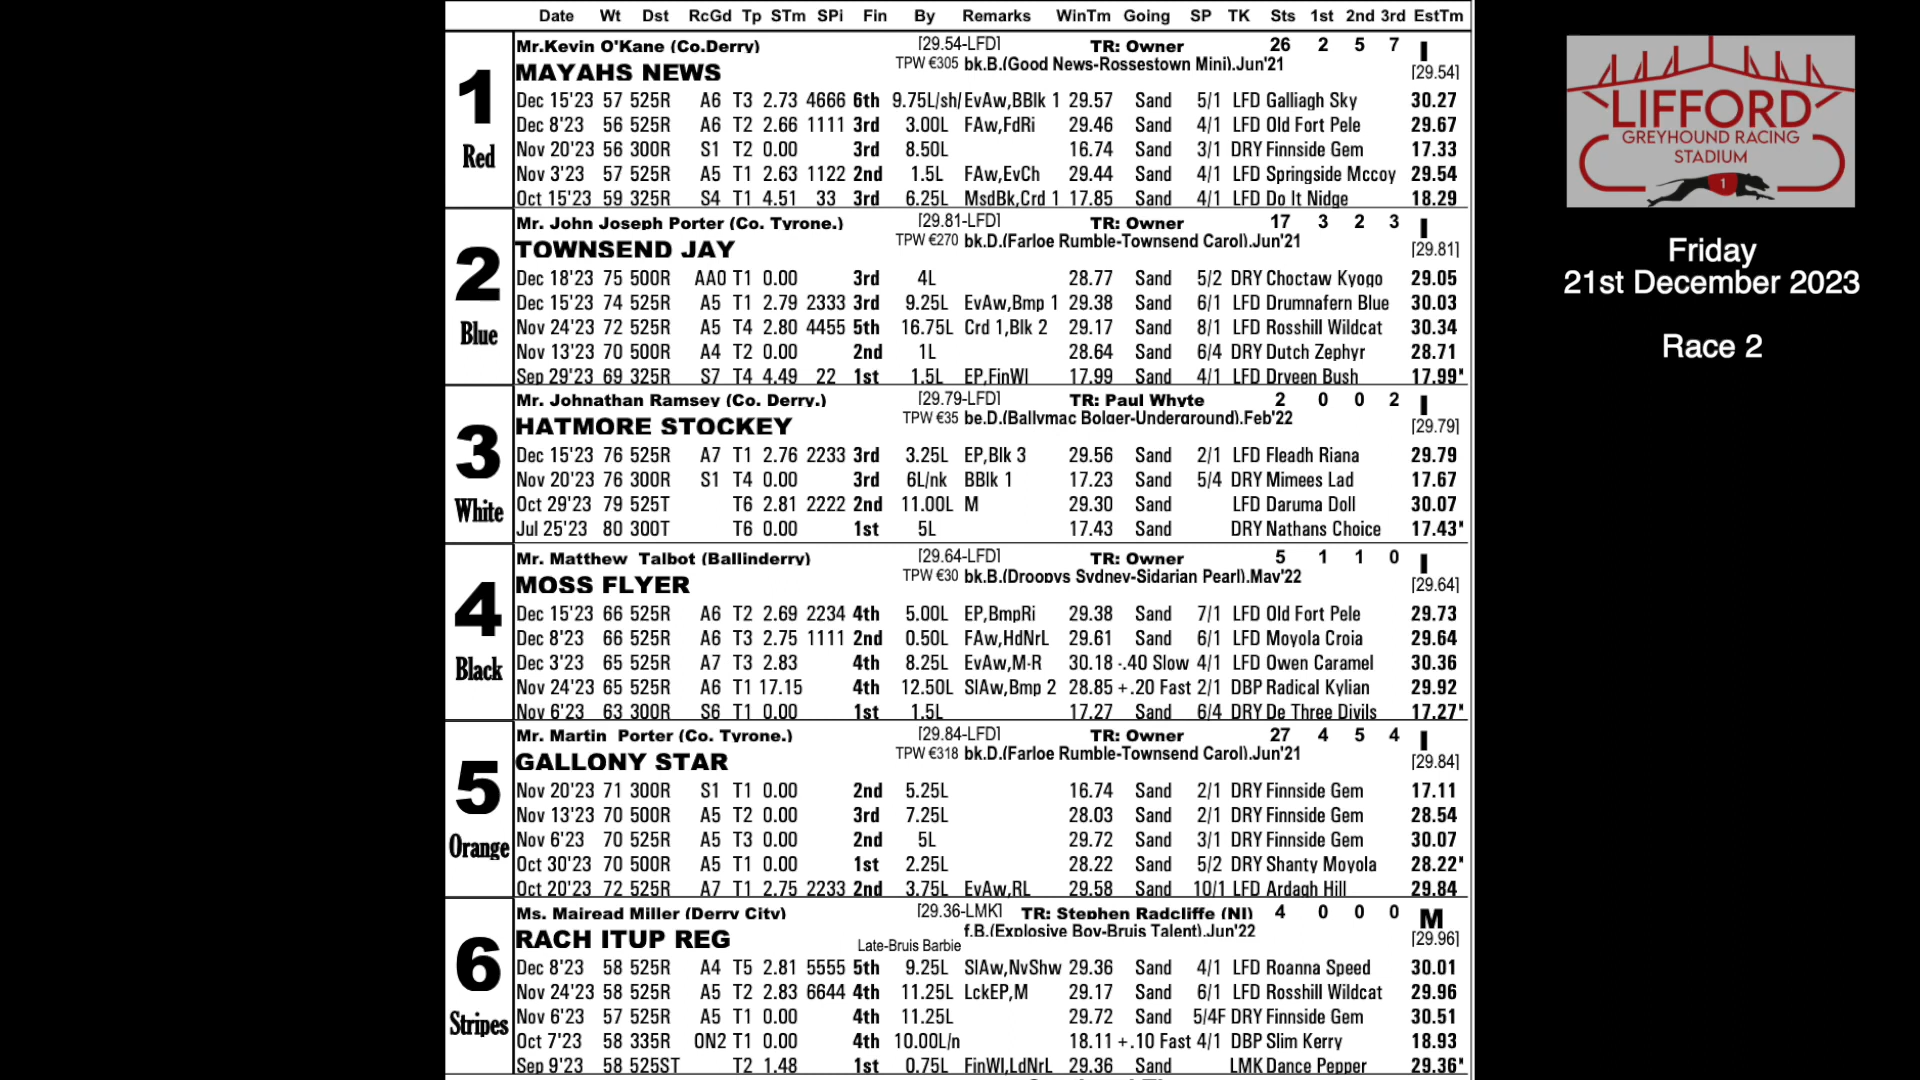 Date Wt Dst RcGd Tp STm SPi Fin By Remarks WinTm Going SP TK Sts 1st 2nd 3rd EstTm
1
Red
Mr.Kevin O'Kane (Co.Derry) [29.54-LFD] TR: Owner 26 2 5 7 I
MAYAHS NEWS TPW €305 bk.B.(Good News-Rossestown Mini).Jun'21 [29.54]
Dec 15'23 57 525R A6 T3 2.73 4666 6th 9.75L/sh/ EvAw,BBlk 1 29.57 Sand 5/1 LFD Galliagh Sky 30.27
Dec 8'23 56 525R A6 T2 2.66 1111 3rd 3.00L FAw,FdRi 29.46 Sand 4/1 LFD Old Fort Pele 29.67
Nov 20'23 56 300R S1 T2 0.00 3rd 8.50L 16.74 Sand 3/1 DRY Finnside Gem 17.33
Nov 3'23 57 525R A5 T1 2.63 1122 2nd 1.5L FAw,EvCh 29.44 Sand 4/1 LFD Springside Mccoy 29.54
Oct 15'23 59 325R S4 T1 4.51 33 3rd 6.25L MsdBk,Crd 1 17.85 Sand 4/1 LFD Do It Nidge 18.29
2
Blue
Mr. John Joseph Porter (Co. Tyrone.) [29.81-LFD] TR: Owner 17 3 2 3 I
TOWNSEND JAY TPW €270 bk.D.(Farloe Rumble-Townsend Carol).Jun'21 [29.81]
Dec 18'23 75 500R AA0 T1 0.00 3rd 4L 28.77 Sand 5/2 DRY Choctaw Kyogo 29.05
Dec 15'23 74 525R A5 T1 2.79 2333 3rd 9.25L EvAw,Bmp 1 29.38 Sand 6/1 LFD Drumnafern Blue 30.03
Nov 24'23 72 525R A5 T4 2.80 4455 5th 16.75L Crd 1,Blk 2 29.17 Sand 8/1 LFD Rosshill Wildcat 30.34
Nov 13'23 70 500R A4 T2 0.00 2nd 1L 28.64 Sand 6/4 DRY Dutch Zephyr 28.71
Sep 29'23 69 325R S7 T4 4.49 22 1st 1.5L EP,FinWl 17.99 Sand 4/1 LFD Dryeen Bush 17.99*
3
White
Mr. Johnathan Ramsey (Co. Derry.) [29.79-LFD] TR: Paul Whyte 2 0 0 2 I
HATMORE STOCKEY TPW €35 be.D.(Ballymac Bolger-Underground).Feb'22 [29.79]
Dec 15'23 76 525R A7 T1 2.76 2233 3rd 3.25L EP,Blk 3 29.56 Sand 2/1 LFD Fleadh Riana 29.79
Nov 20'23 76 300R S1 T4 0.00 3rd 6L/nk BBlk 1 17.23 Sand 5/4 DRY Mimees Lad 17.67
Oct 29'23 79 525T T6 2.81 2222 2nd 11.00L M 29.30 Sand LFD Daruma Doll 30.07
Jul 25'23 80 300T T6 0.00 1st 5L 17.43 Sand DRY Nathans Choice 17.43*
4
Black
Mr. Matthew Talbot (Ballinderry) [29.64-LFD] TR: Owner 5 1 1 0 I
MOSS FLYER TPW €30 bk.B.(Droopys Sydney-Sidarian Pearl).May'22 [29.64]
Dec 15'23 66 525R A6 T2 2.69 2234 4th 5.00L EP,BmpRi 29.38 Sand 7/1 LFD Old Fort Pele 29.73
Dec 8'23 66 525R A6 T3 2.75 1111 2nd 0.50L FAw,HdNrL 29.61 Sand 6/1 LFD Moyola Croia 29.64
Dec 3'23 65 525R A7 T3 2.83 4th 8.25L EvAw,M-R 30.18 -.40 Slow 4/1 LFD Owen Caramel 30.36
Nov 24'23 65 525R A6 T1 17.15 4th 12.50L SlAw,Bmp 2 28.85 +.20 Fast 2/1 DBP Radical Kylian 29.92
Nov 6'23 63 300R S6 T1 0.00 1st 1.5L 17.27 Sand 6/4 DRY De Three Divils 17.27*
5
Orange
Mr. Martin Porter (Co. Tyrone.) [29.84-LFD] TR: Owner 27 4 5 4 I
GALLONY STAR TPW €318 bk.D.(Farloe Rumble-Townsend Carol).Jun'21 [29.84]
Nov 20'23 71 300R S1 T1 0.00 2nd 5.25L 16.74 Sand 2/1 DRY Finnside Gem 17.11
Nov 13'23 70 500R A5 T2 0.00 3rd 7.25L 28.03 Sand 2/1 DRY Finnside Gem 28.54
Nov 6'23 70 525R A5 T3 0.00 2nd 5L 29.72 Sand 3/1 DRY Finnside Gem 30.07
Oct 30'23 70 500R A5 T1 0.00 1st 2.25L 28.22 Sand 5/2 DRY Shanty Moyola 28.22*
Oct 20'23 72 525R A7 T1 2.75 2233 2nd 3.75L EvAw,RL 29.58 Sand 10/1 LFD Ardagh Hill 29.84
6
Stripes
Ms. Mairead Miller (Derry City) [29.36-LMK] TR: Stephen Radcliffe (NI) 4 0 0 0 M
RACH ITUP REG Late-Bruis Barbie f.B.(Explosive Boy-Bruis Talent).Jun'22 [29.96]
Dec 8'23 58 525R A4 T5 2.81 5555 5th 9.25L SlAw,NvShw 29.36 Sand 4/1 LFD Roanna Speed 30.01
Nov 24'23 58 525R A5 T2 2.83 6644 4th 11.25L LckEP,M 29.17 Sand 6/1 LFD Rosshill Wildcat 29.96
Nov 6'23 57 525R A5 T1 0.00 4th 11.25L 29.72 Sand 5/4F DRY Finnside Gem 30.51
Oct 7'23 58 335R ON2 T1 0.00 4th 10.00L/n 18.11 +.10 Fast 4/1 DBP Slim Kerry 18.93
Sep 9'23 58 525ST T2 1.48 1st 0.75L FinWl,LdNrL 29.36 Sand LMK Dance Pepper 29.36*
LIFFORD
GREYHOUND RACING
STADIUM
1
Friday
21st December 2023
Race 2